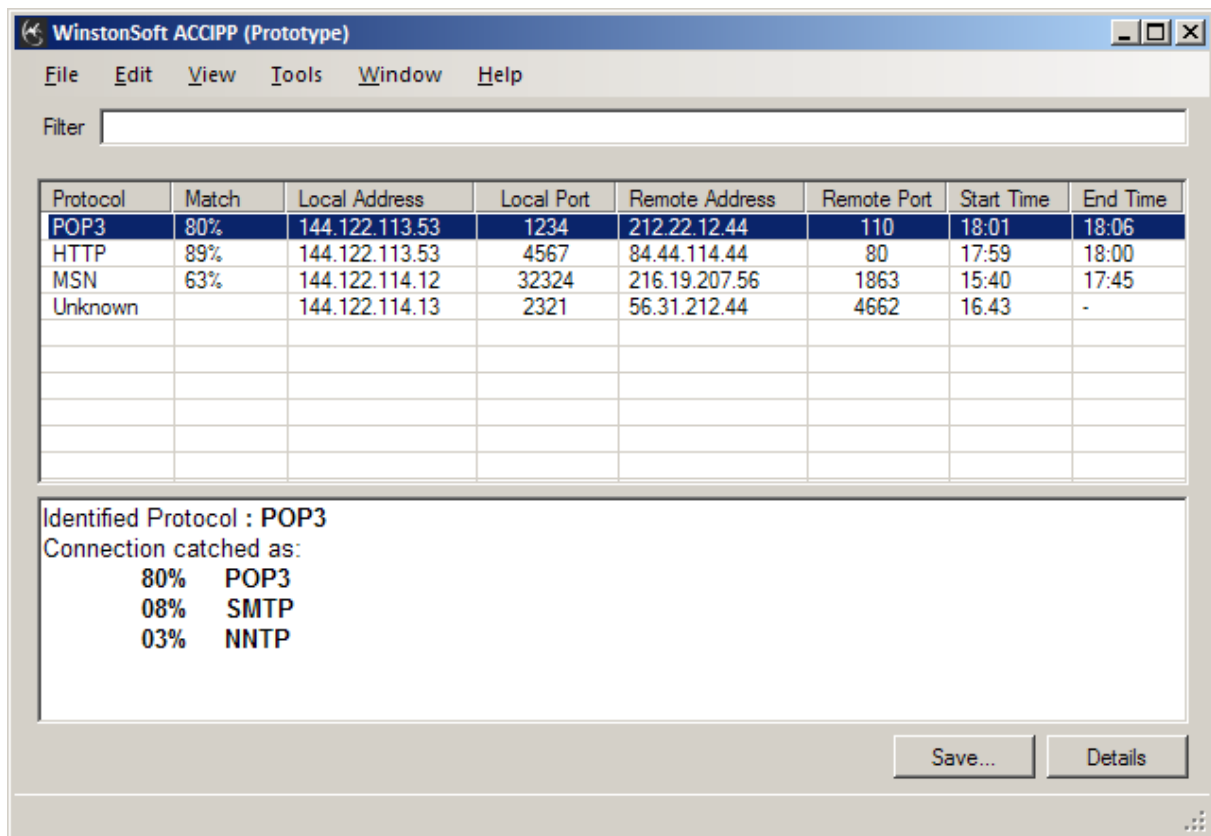 WinstonSoft ACCIPP (Prototype)
File Edit View Tools Window Help
Filter
Protocol Match Local Address Local Port Remote Address Remote Port Start Time End Time
POP3 80% 144.122.113.53 1234 212.22.12.44 110 18:01 18:06
HTTP 89% 144.122.113.53 4567 84.44.114.44 80 17:59 18:00
MSN 63% 144.122.114.12 32324 216.19.207.56 1863 15:40 17:45
Unknown 144.122.114.13 2321 56.31.212.44 4662 16.43 -
Identified Protocol : POP3
Connection catched as:
80% POP3
08% SMTP
03% NNTP
Save... Details